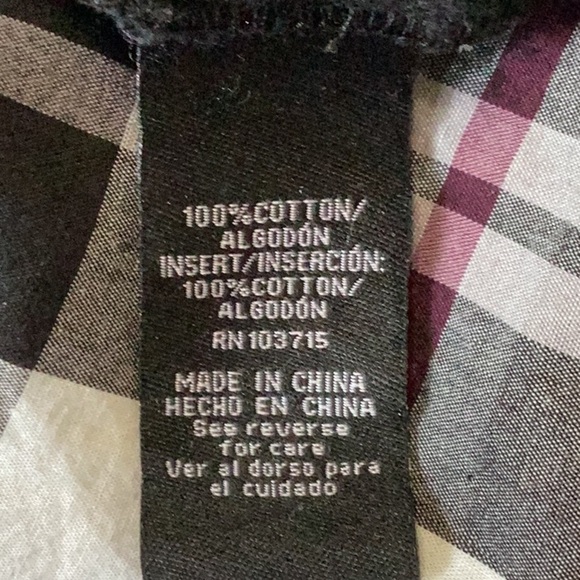 100%COTTON/
ALGODÓN
INSERT/INSERCIÓN:
100%COTTON/
ALGODÓN
RN103715
MADE IN CHINA
HECHO EN CHINA
See reverse
for care
Ver al dorso para
el cuidado